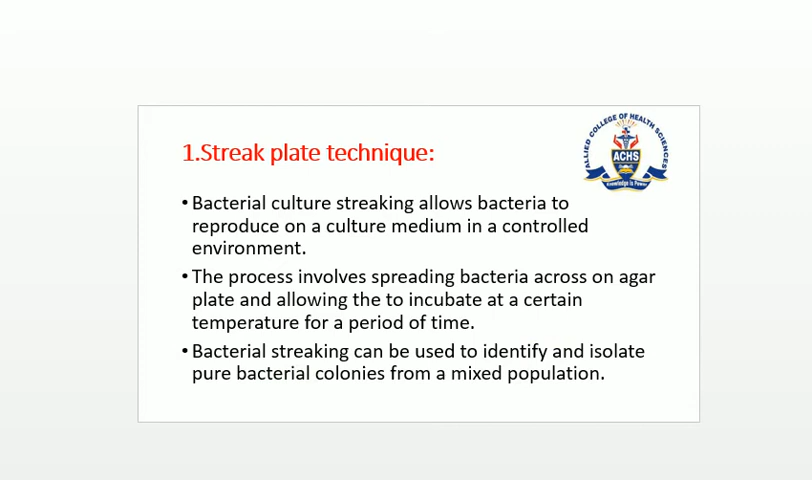 ALLIED COLLEGE OF HEALTH SCIENCES
ACHS
Knowledge is Power
1.Streak plate technique:
•Bacterial culture streaking allows bacteria to
reproduce on a culture medium in a controlled
environment.
•The process involves spreading bacteria across on agar
plate and allowing the to incubate at a certain
temperature for a period of time.
•Bacterial streaking can be used to identify and isolate
pure bacterial colonies from a mixed population.